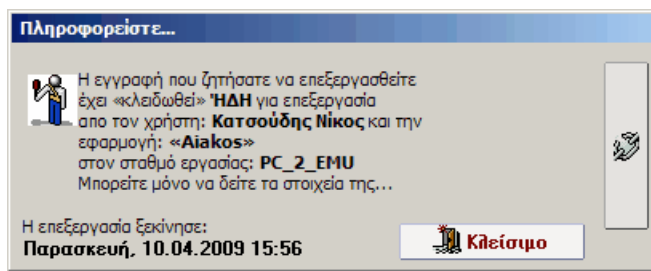 Πληροφορείστε...
Η εγγραφή που ζητήσατε να επεξεργασθείτε
έχει «κλειδωθεί» ΉΔΗ για επεξεργασία
απο τον χρήστη: Κατσούδης Νίκος και την
εφαρμογή: «Aiakos»
στον σταθμό εργασίας: PC_2_EMU
Μπορείτε μόνο να δείτε τα στοιχεία της...
Η επεξεργασία ξεκίνησε:
Παρασκευή, 10.04.2009 15:56
Κλείσιμο